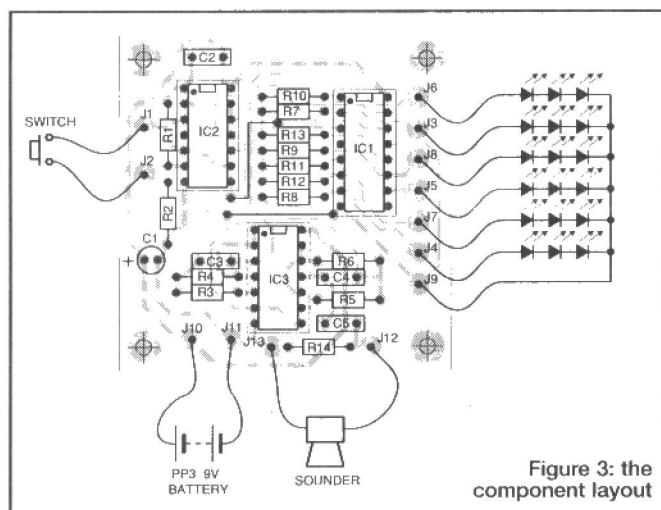 C2
J6
R10
R7
SWITCH
J1
IC2
R13
IC1
J3
R1
R9
J8
R11
J2
R12
J5
R8
R2
J7
C1
+
C3
IC3
R6
J4
R4
C4
J9
R3
R5
C5
J10
J11
J13
R14
J12
PP3 9V
BATTERY
SOUNDER
Figure 3: the
component layout